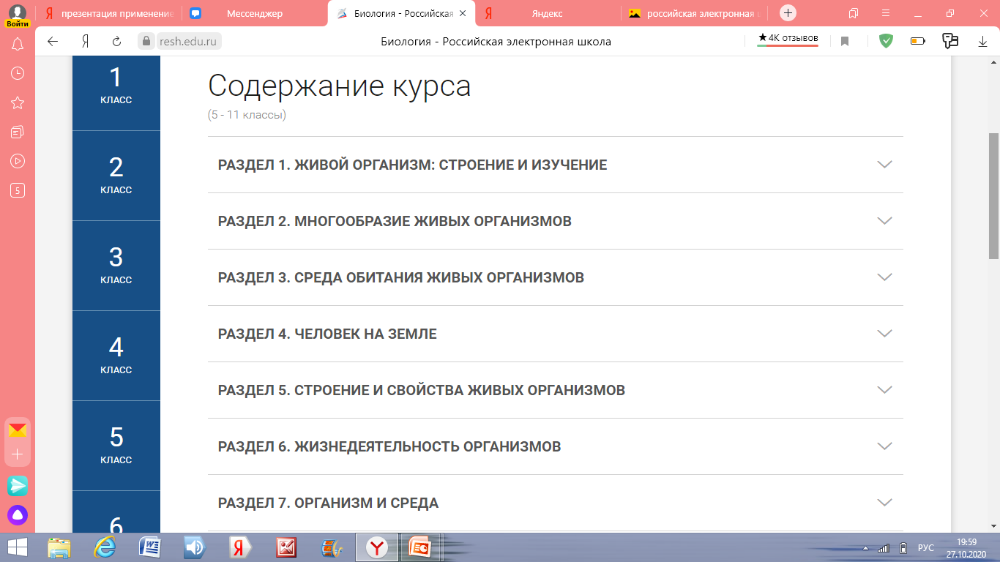 презентация применение
Мессенджер
Биология - Российская
Яндекс
российская электронная
Войти
resh.edu.ru
Биология - Российская электронная школа
★4К отзывов
5
1
КЛАСС
2
КЛАСС
3
КЛАСС
4
КЛАСС
5
КЛАСС
6
Содержание курса
(5 - 11 классы)
РАЗДЕЛ 1. ЖИВОЙ ОРГАНИЗМ: СТРОЕНИЕ И ИЗУЧЕНИЕ
РАЗДЕЛ 2. МНОГООБРАЗИЕ ЖИВЫХ ОРГАНИЗМОВ
РАЗДЕЛ 3. СРЕДА ОБИТАНИЯ ЖИВЫХ ОРГАНИЗМОВ
РАЗДЕЛ 4. ЧЕЛОВЕК НА ЗЕМЛЕ
РАЗДЕЛ 5. СТРОЕНИЕ И СВОЙСТВА ЖИВЫХ ОРГАНИЗМОВ
РАЗДЕЛ 6. ЖИЗНЕДЕЯТЕЛЬНОСТЬ ОРГАНИЗМОВ
РАЗДЕЛ 7. ОРГАНИЗМ И СРЕДА
РУС
19:59
27.10.2020